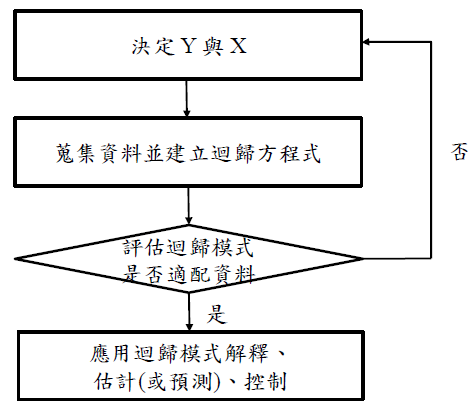 決定Y與X
蒐集資料並建立迴歸方程式
否
評估迴歸模式
是否適配資料
是
應用迴歸模式解釋、
估計(或預測)、控制